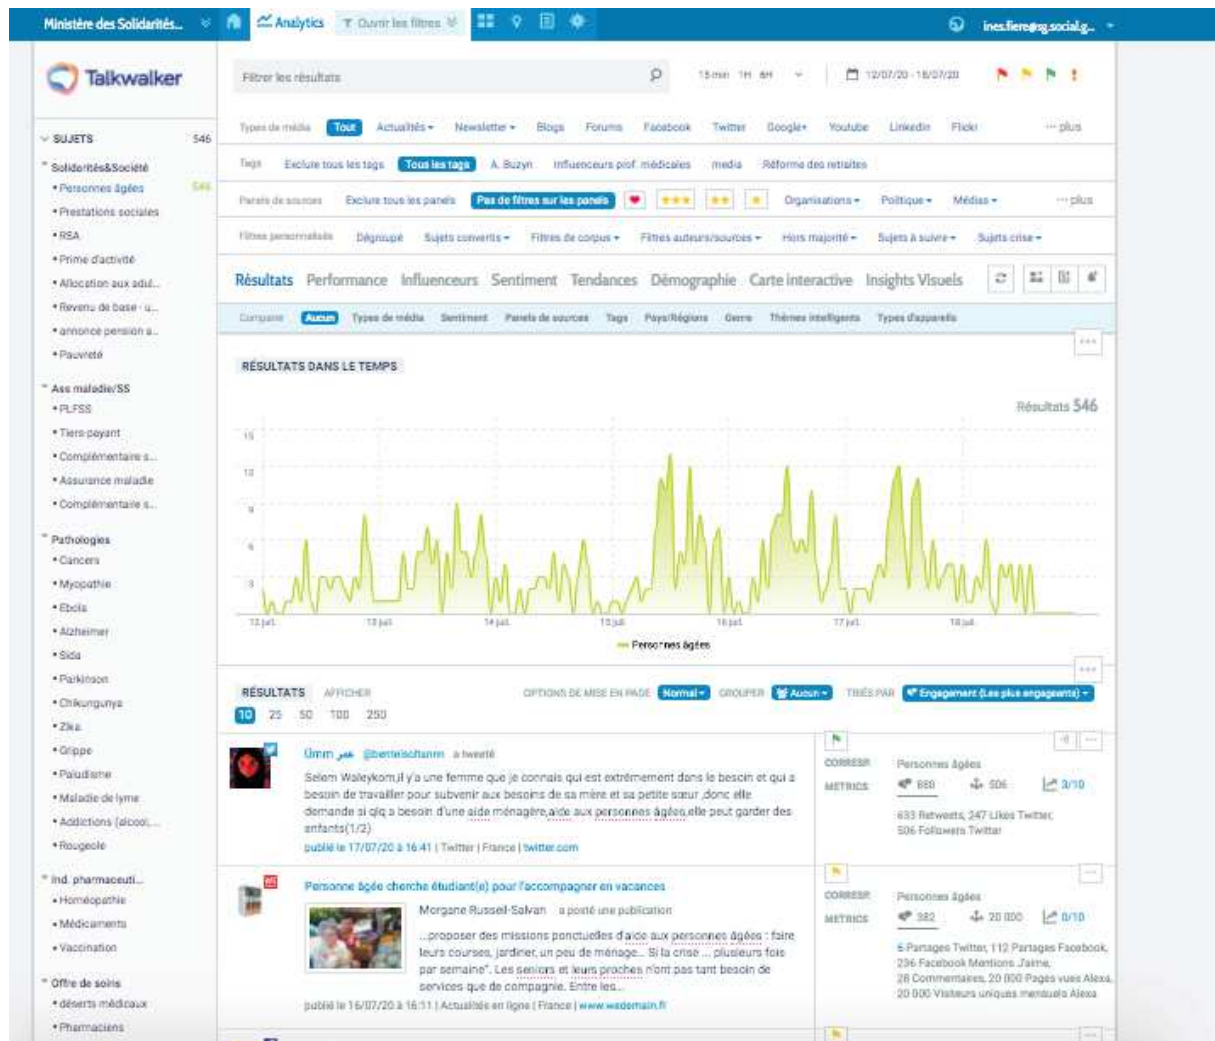 Ministère des Solidarités...
Analytics
Ouvrir les filtres
ines.fiere@sg.social.g...
Talkwalker
Filtrer les résultats
15 min 1H 6H
12/07/20 - 18/07/20
SUJETS 546
Solidarités&Société
Personnes âgées 546
Prestations sociales
RSA
Prime d'activité
Allocation aux adul...
Revenu de base - u...
annonce pension a...
Pauvreté
Ass maladie/SS
PLFSS
Tiers-payant
Complémentaire s...
Assurance maladie
Complémentaire s...
Pathologies
Cancers
Myopathie
Ebola
Alzheimer
Sida
Parkinson
Chikungunya
Zika
Grippe
Paludisme
Maladie de lyme
Addictions (alcool, ...
Rougeole
Ind. pharmaceuti...
Homéopathie
Médicaments
Vaccination
Offre de soins
déserts médicaux
Pharmaciens
Types de média Tout Actualités Newsletter Blogs Forums Facebook Twitter Google+ Youtube LinkedIn Flickr ··· plus
Tags Exclure tous les tags Tous les tags A. Buzyn Influenceurs prof. médicales media Réforme des retraites
Panels de sources Exclure tous les panels Pas de filtres sur les panels Organisations Politique Médias ··· plus
Filtres personnalisés Dégroupé Sujets convertis Filtres de corpus Filtres auteurs/sources Hors majorité Sujets à suivre Sujets crise
Résultats Performance Influenceurs Sentiment Tendances Démographie Carte interactive Insights Visuels
Comparer Aucun Types de média Sentiment Panels de sources Tags Pays/Régions Genre Thèmes intelligents Types d'appareils
RÉSULTATS DANS LE TEMPS
Résultats 546
15
12
9
6
3
12 juil. 13 juil. 14 juil. 15 juil. 16 juil. 17 juil. 18 juil.
Personnes âgées
RÉSULTATS AFFICHER OPTIONS DE MISE EN PAGE Normal GROUPER Aucun TRIÉS PAR Engagement (Les plus engageants)
10 25 50 100 250
Ümm عمر @bentelsoltanm a tweeté
Selem Waleykom,il y'a une femme que je connais qui est extrêmement dans le besoin et qui a
besoin de travailler pour subvenir aux besoins de sa mère et sa petite sœur ,donc elle
demande si qlq a besoin d'une aide ménagère,aide aux personnes âgées,elle peut garder des
enfants(1/2)
publié le 17/07/20 à 16:41 | Twitter | France | twitter.com
CORRESP. Personnes âgées
METRICS 880 506 3/10
633 Retweets, 247 Likes Twitter,
506 Followers Twitter
WE
Personne âgée cherche étudiant(e) pour l'accompagner en vacances
Morgane Russeil-Salvan a posté une publication
...proposer des missions ponctuelles d'aide aux personnes âgées : faire
leurs courses, jardiner, un peu de ménage... Si la crise ... plusieurs fois
par semaine". Les seniors et leurs proches n'ont pas tant besoin de
services que de compagnie. Entre les...
publié le 16/07/20 à 16:11 | Actualités en ligne | France | www.wedemain.fr
CORRESP. Personnes âgées
METRICS 382 20 000 0/10
6 Partages Twitter, 112 Partages Facebook,
236 Facebook Mentions J'aime,
28 Commentaires, 20 000 Pages vues Alexa,
20 000 Visiteurs uniques mensuels Alexa